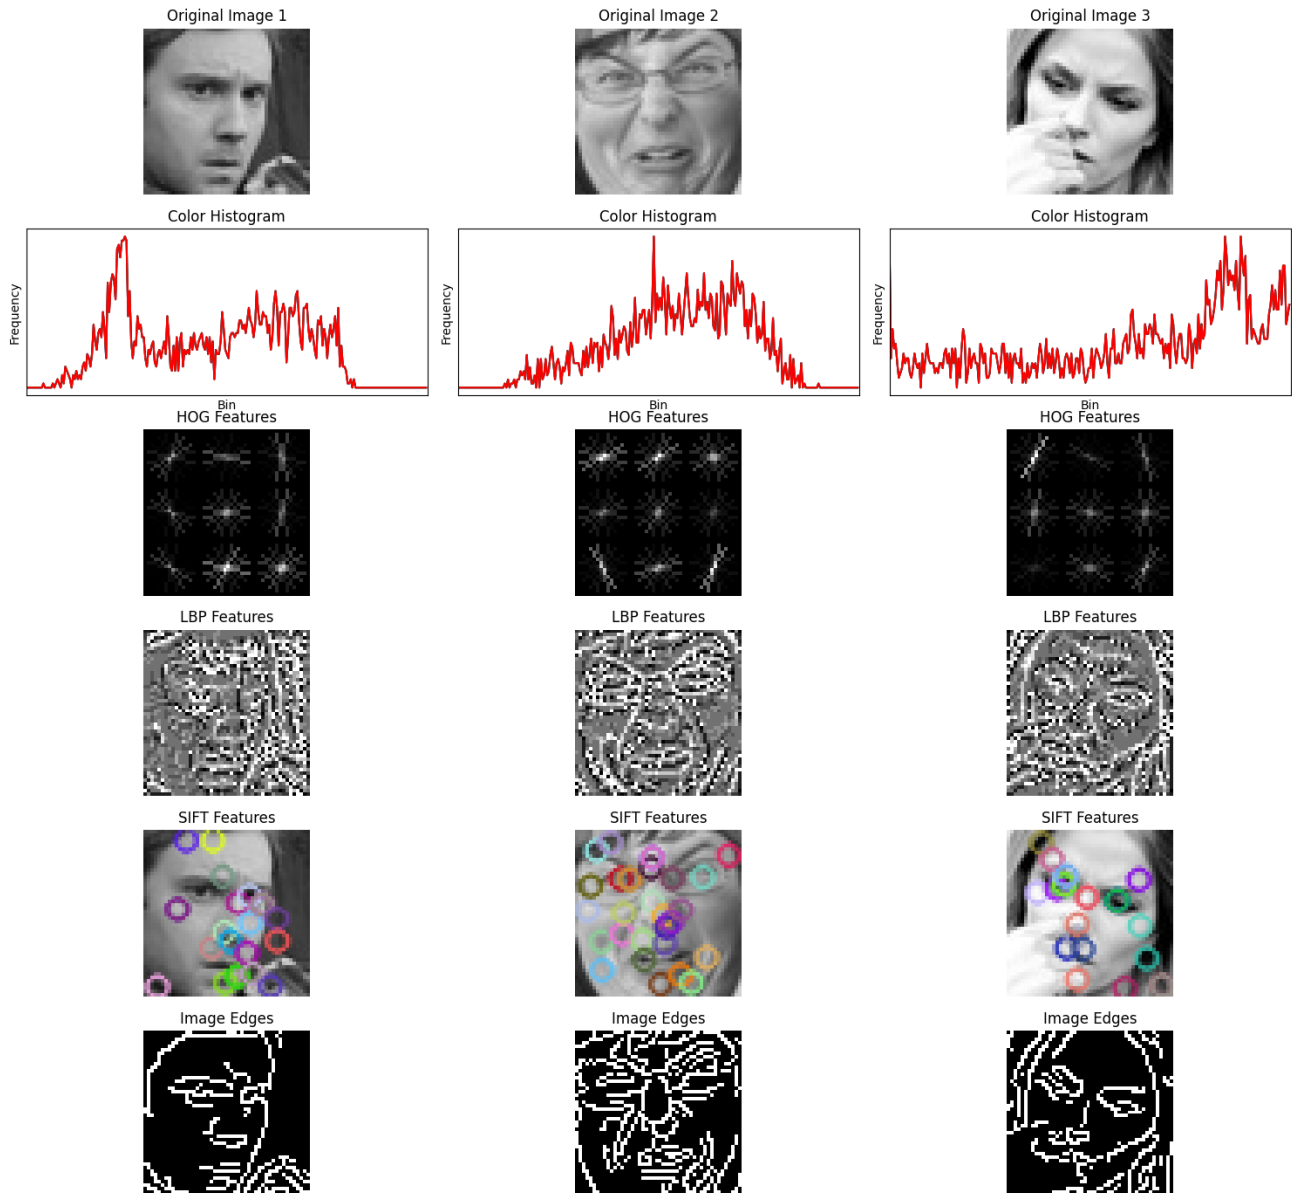 Original Image 1
Original Image 2
Original Image 3
Color Histogram
Color Histogram
Color Histogram
Frequency
Frequency
Frequency
Bin
Bin
Bin
HOG Features
HOG Features
HOG Features
LBP Features
LBP Features
LBP Features
SIFT Features
SIFT Features
SIFT Features
Image Edges
Image Edges
Image Edges